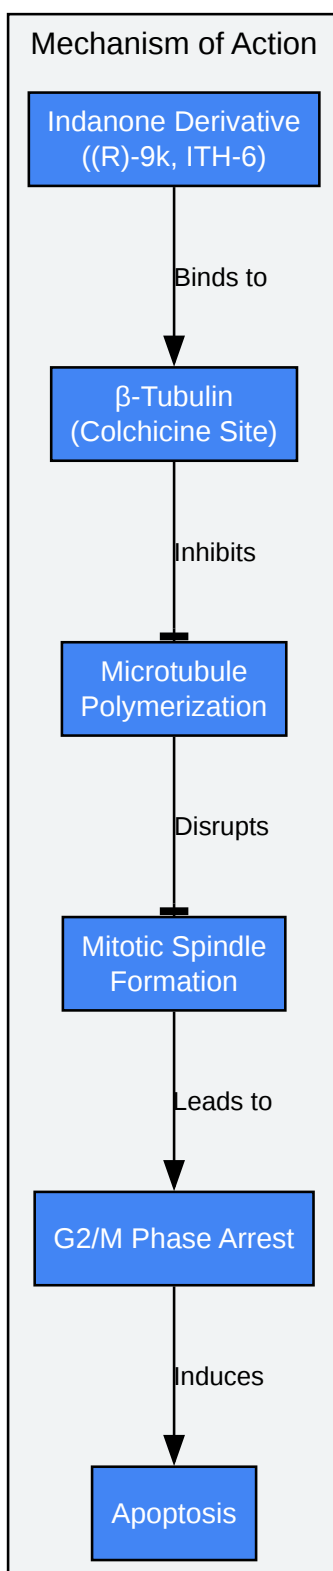 Mechanism of Action
Indanone Derivative
((R)-9k, ITH-6)
Binds to
β-Tubulin
(Colchicine Site)
Inhibits
Microtubule
Polymerization
Disrupts
Mitotic Spindle
Formation
Leads to
G2/M Phase Arrest
Induces
Apoptosis